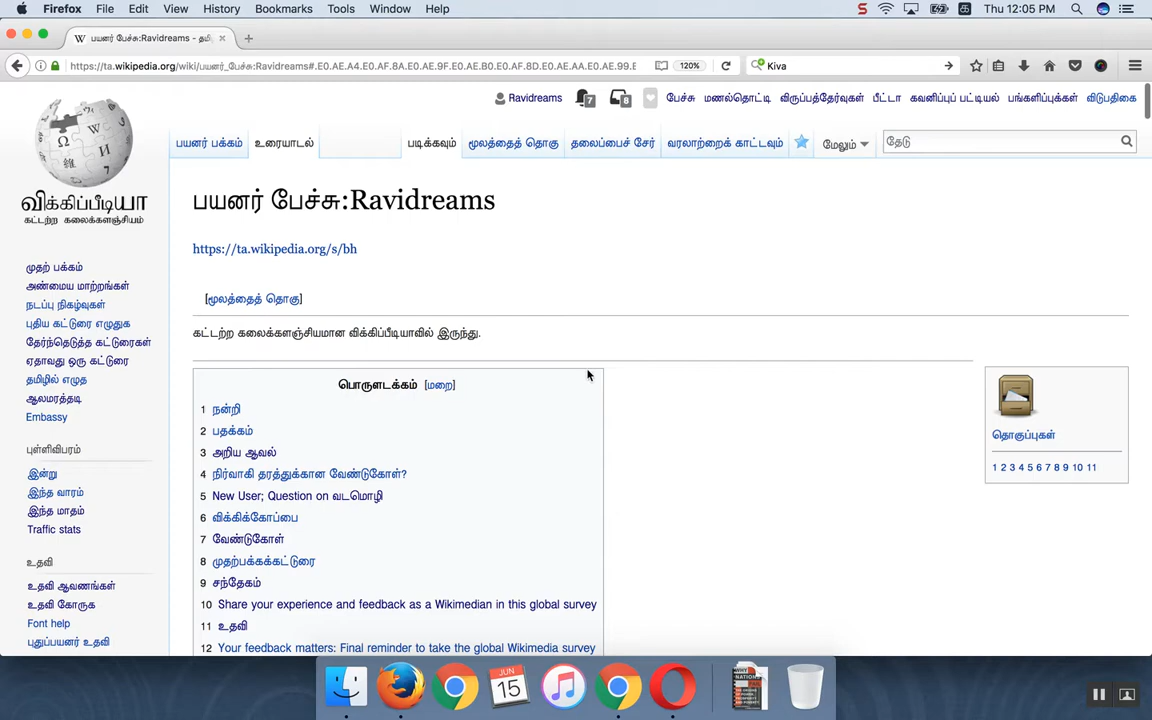 Firefox File Edit View History Bookmarks Tools Window Help Thu 12:05 PM
பயனர் பேச்சு:Ravidreams - தமி
https://ta.wikipedia.org/wiki/பயனர்_பேச்சு:Ravidreams#.E0.AE.A4.E0.AF.8A.E0.AE.9F.E0.AE.B0.E0.AF.8D.E0.AE.AA.E0.AE.99.E 120% Kiva
Ravidreams 7 8 பேச்சு மணல்தொட்டி விருப்பத்தேர்வுகள் பீட்டா கவனிப்புப் பட்டியல் பங்களிப்புக்கள் விடுபதிகை
பயனர் பக்கம் உரையாடல் படிக்கவும் மூலத்தைத் தொகு தலைப்பைச் சேர் வரலாற்றைக் காட்டவும் மேலும் தேடு
விக்கிப்பீடியா
கட்டற்ற கலைக்களஞ்சியம்
முதற் பக்கம்
அண்மைய மாற்றங்கள்
நடப்பு நிகழ்வுகள்
புதிய கட்டுரை எழுதுக
தேர்ந்தெடுத்த கட்டுரைகள்
ஏதாவது ஒரு கட்டுரை
தமிழில் எழுத
ஆலமரத்தடி
Embassy
புள்ளிவிபரம்
இன்று
இந்த வாரம்
இந்த மாதம்
Traffic stats
உதவி
உதவி ஆவணங்கள்
உதவி கோருக
Font help
புதுப்பயனர் உதவி
பயனர் பேச்சு:Ravidreams
https://ta.wikipedia.org/s/bh
[மூலத்தைத் தொகு]
கட்டற்ற கலைக்களஞ்சியமான விக்கிப்பீடியாவில் இருந்து.
பொருளடக்கம் [மறை]
1 நன்றி
2 பதக்கம்
3 அறிய ஆவல்
4 நிர்வாகி தரத்துக்கான வேண்டுகோள்?
5 New User; Question on வடமொழி
6 விக்கிக்கோப்பை
7 வேண்டுகோள்
8 முதற்பக்கக்கட்டுரை
9 சந்தேகம்
10 Share your experience and feedback as a Wikimedian in this global survey
11 உதவி
12 Your feedback matters: Final reminder to take the global Wikimedia survey
தொகுப்புகள்
1 2 3 4 5 6 7 8 9 10 11
JUN
15
WHY
NATIONS